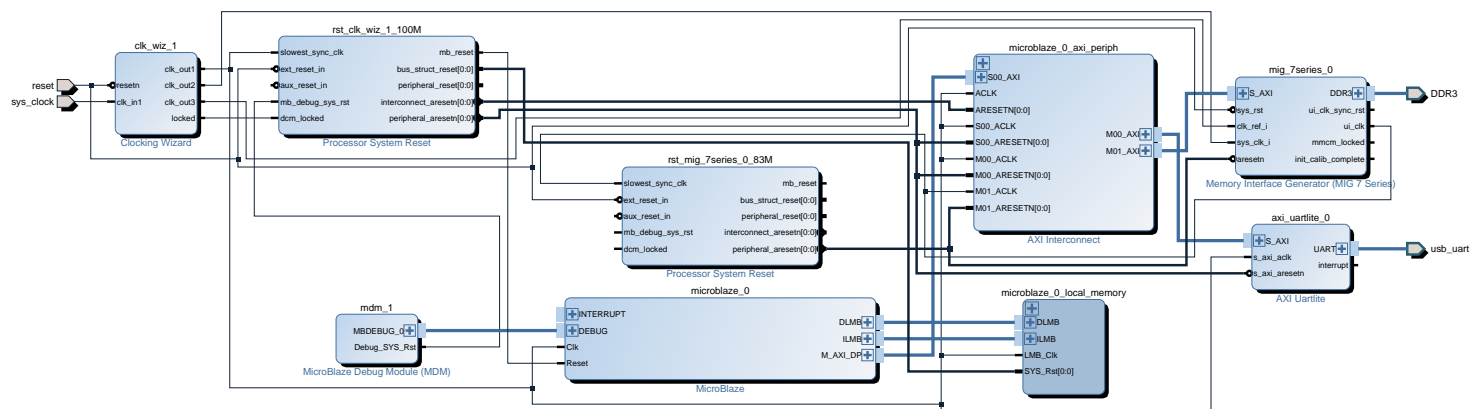 reset
sys_clock
clk_wiz_1
resetn
clk_in1
clk_out1
clk_out2
clk_out3
locked
Clocking Wizard
rst_clk_wiz_1_100M
slowest_sync_clk
ext_reset_in
aux_reset_in
mb_debug_sys_rst
dcm_locked
mb_reset
bus_struct_reset[0:0]
peripheral_reset[0:0]
interconnect_aresetn[0:0]
peripheral_aresetn[0:0]
Processor System Reset
rst_mig_7series_0_83M
slowest_sync_clk
ext_reset_in
aux_reset_in
mb_debug_sys_rst
dcm_locked
mb_reset
bus_struct_reset[0:0]
peripheral_reset[0:0]
interconnect_aresetn[0:0]
peripheral_aresetn[0:0]
Processor System Reset
mdm_1
MBDEBUG_0
Debug_SYS_Rst
MicroBlaze Debug Module (MDM)
microblaze_0
INTERRUPT
DEBUG
Clk
Reset
DLMB
ILMB
M_AXI_DP
MicroBlaze
microblaze_0_axi_periph
S00_AXI
ACLK
ARESETN[0:0]
S00_ACLK
S00_ARESETN[0:0]
M00_ACLK
M00_ARESETN[0:0]
M01_ACLK
M01_ARESETN[0:0]
M00_AXI
M01_AXI
AXI Interconnect
microblaze_0_local_memory
DLMB
ILMB
LMB_Clk
SYS_Rst[0:0]
mig_7series_0
S_AXI
sys_rst
clk_ref_i
sys_clk_i
aresetn
DDR3
ui_clk_sync_rst
ui_clk
mmcm_locked
init_calib_complete
Memory Interface Generator (MIG 7 Series)
DDR3
axi_uartlite_0
S_AXI
s_axi_aclk
s_axi_aresetn
UART
interrupt
AXI Uartlite
usb_uart